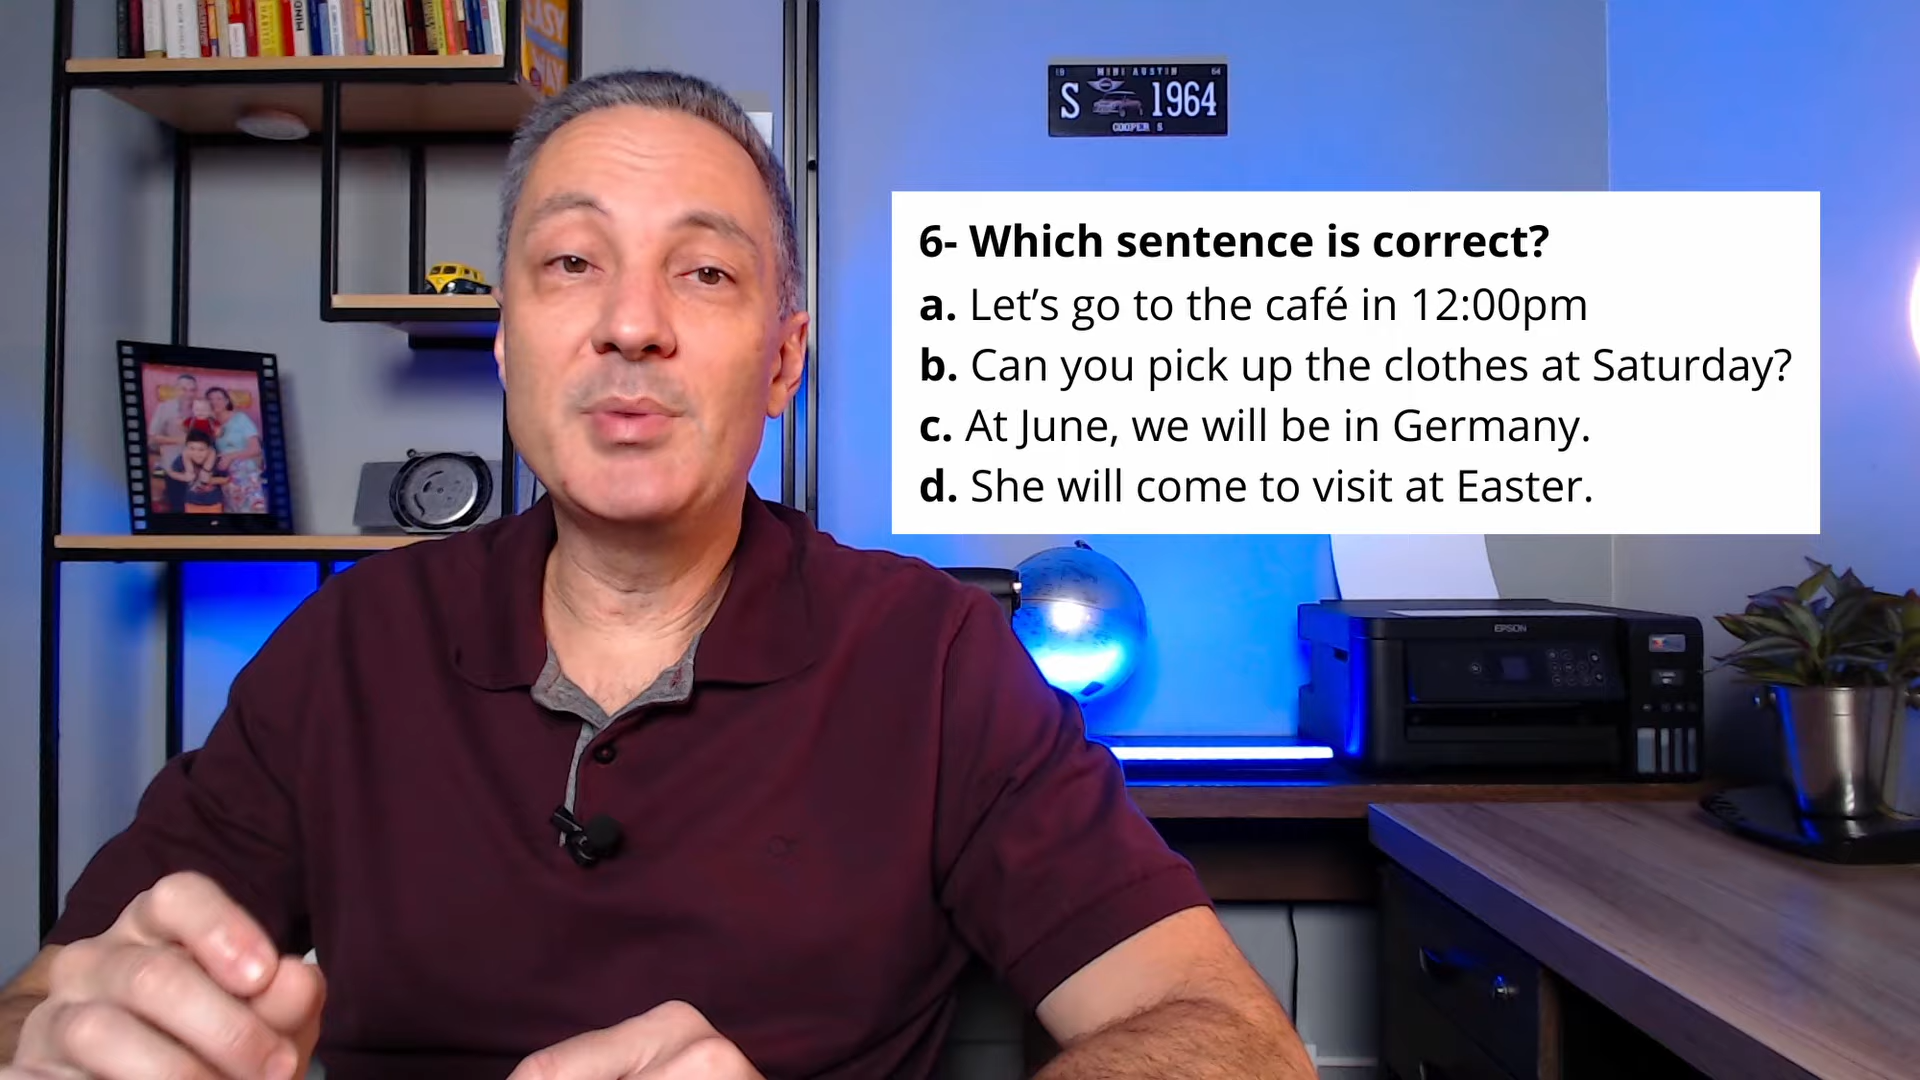 MINI AUSTIN
S 1964
COOPER S
6- Which sentence is correct?
a. Let’s go to the café in 12:00pm
b. Can you pick up the clothes at Saturday?
c. At June, we will be in Germany.
d. She will come to visit at Easter.
EPSON